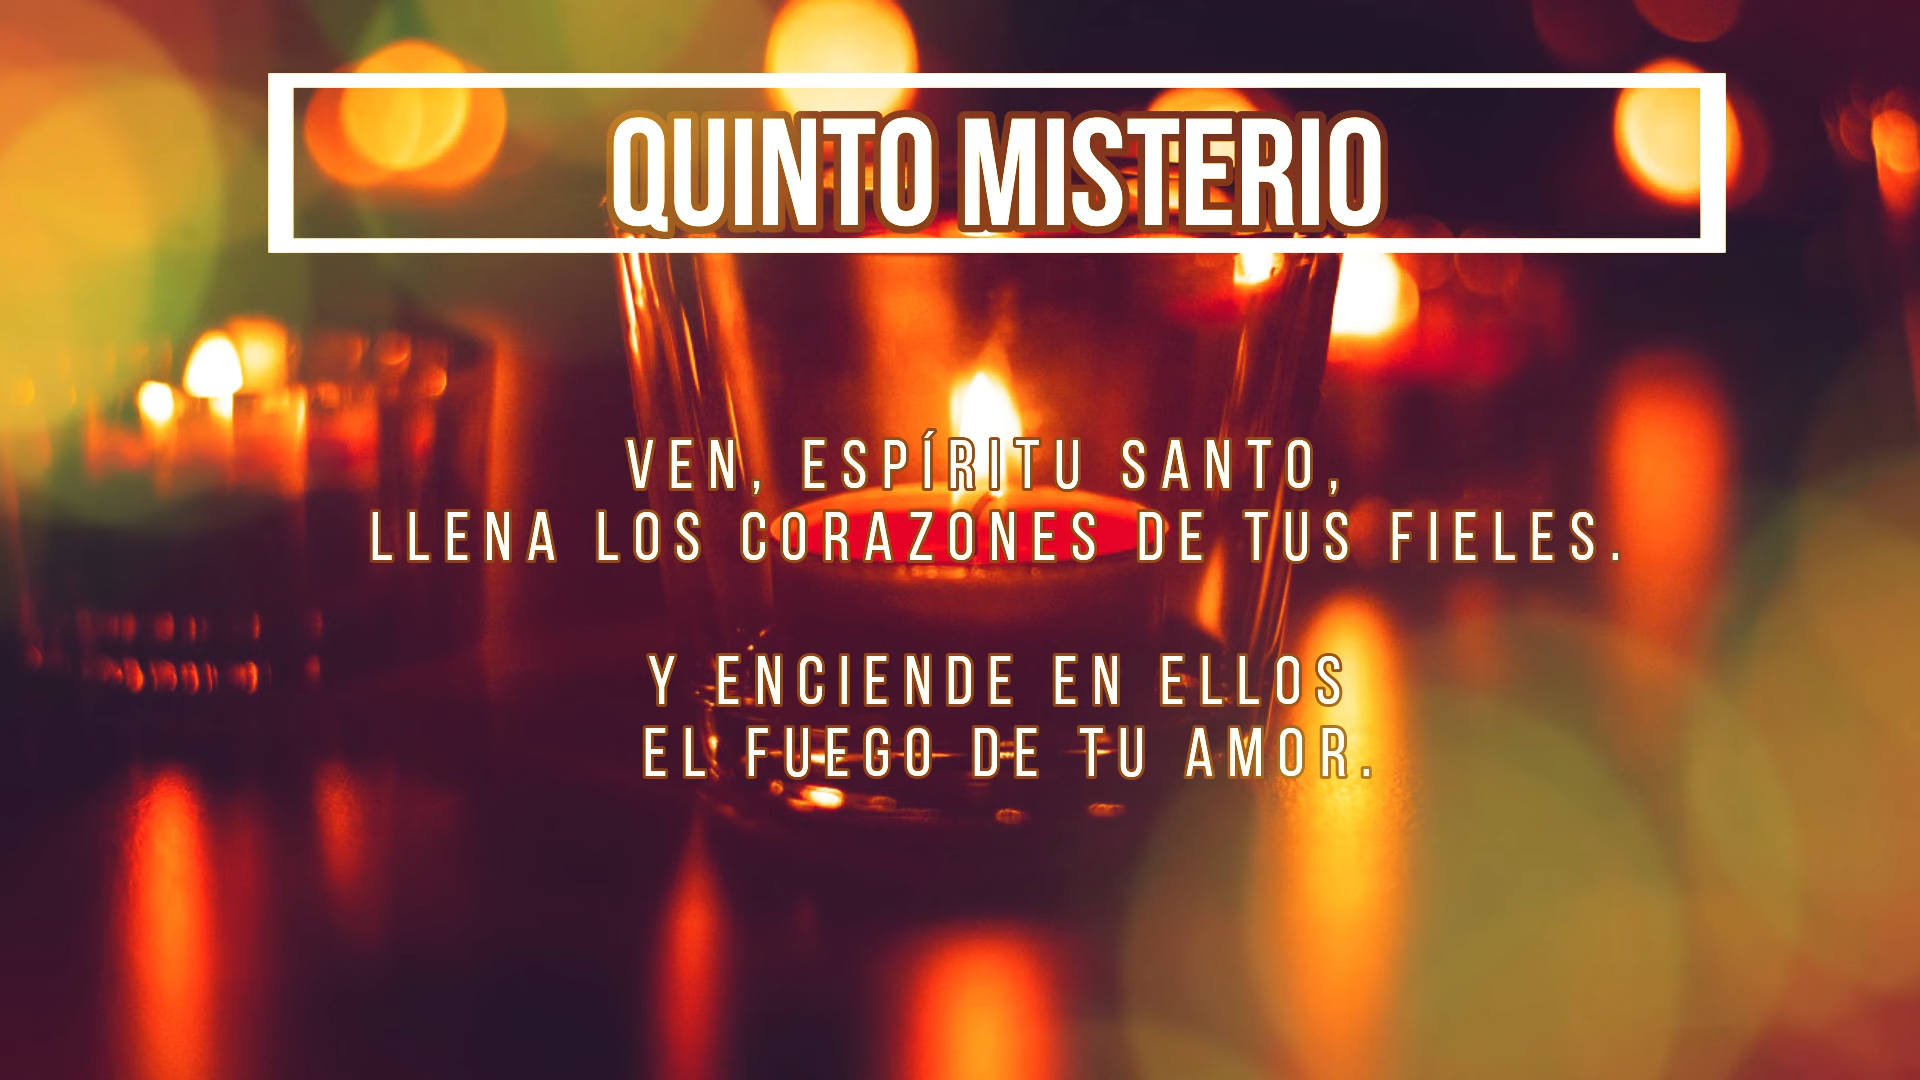 QUINTO MISTERIO
VEN, ESPÍRITU SANTO,
LLENA LOS CORAZONES DE TUS FIELES.
Y ENCIENDE EN ELLOS
EL FUEGO DE TU AMOR.